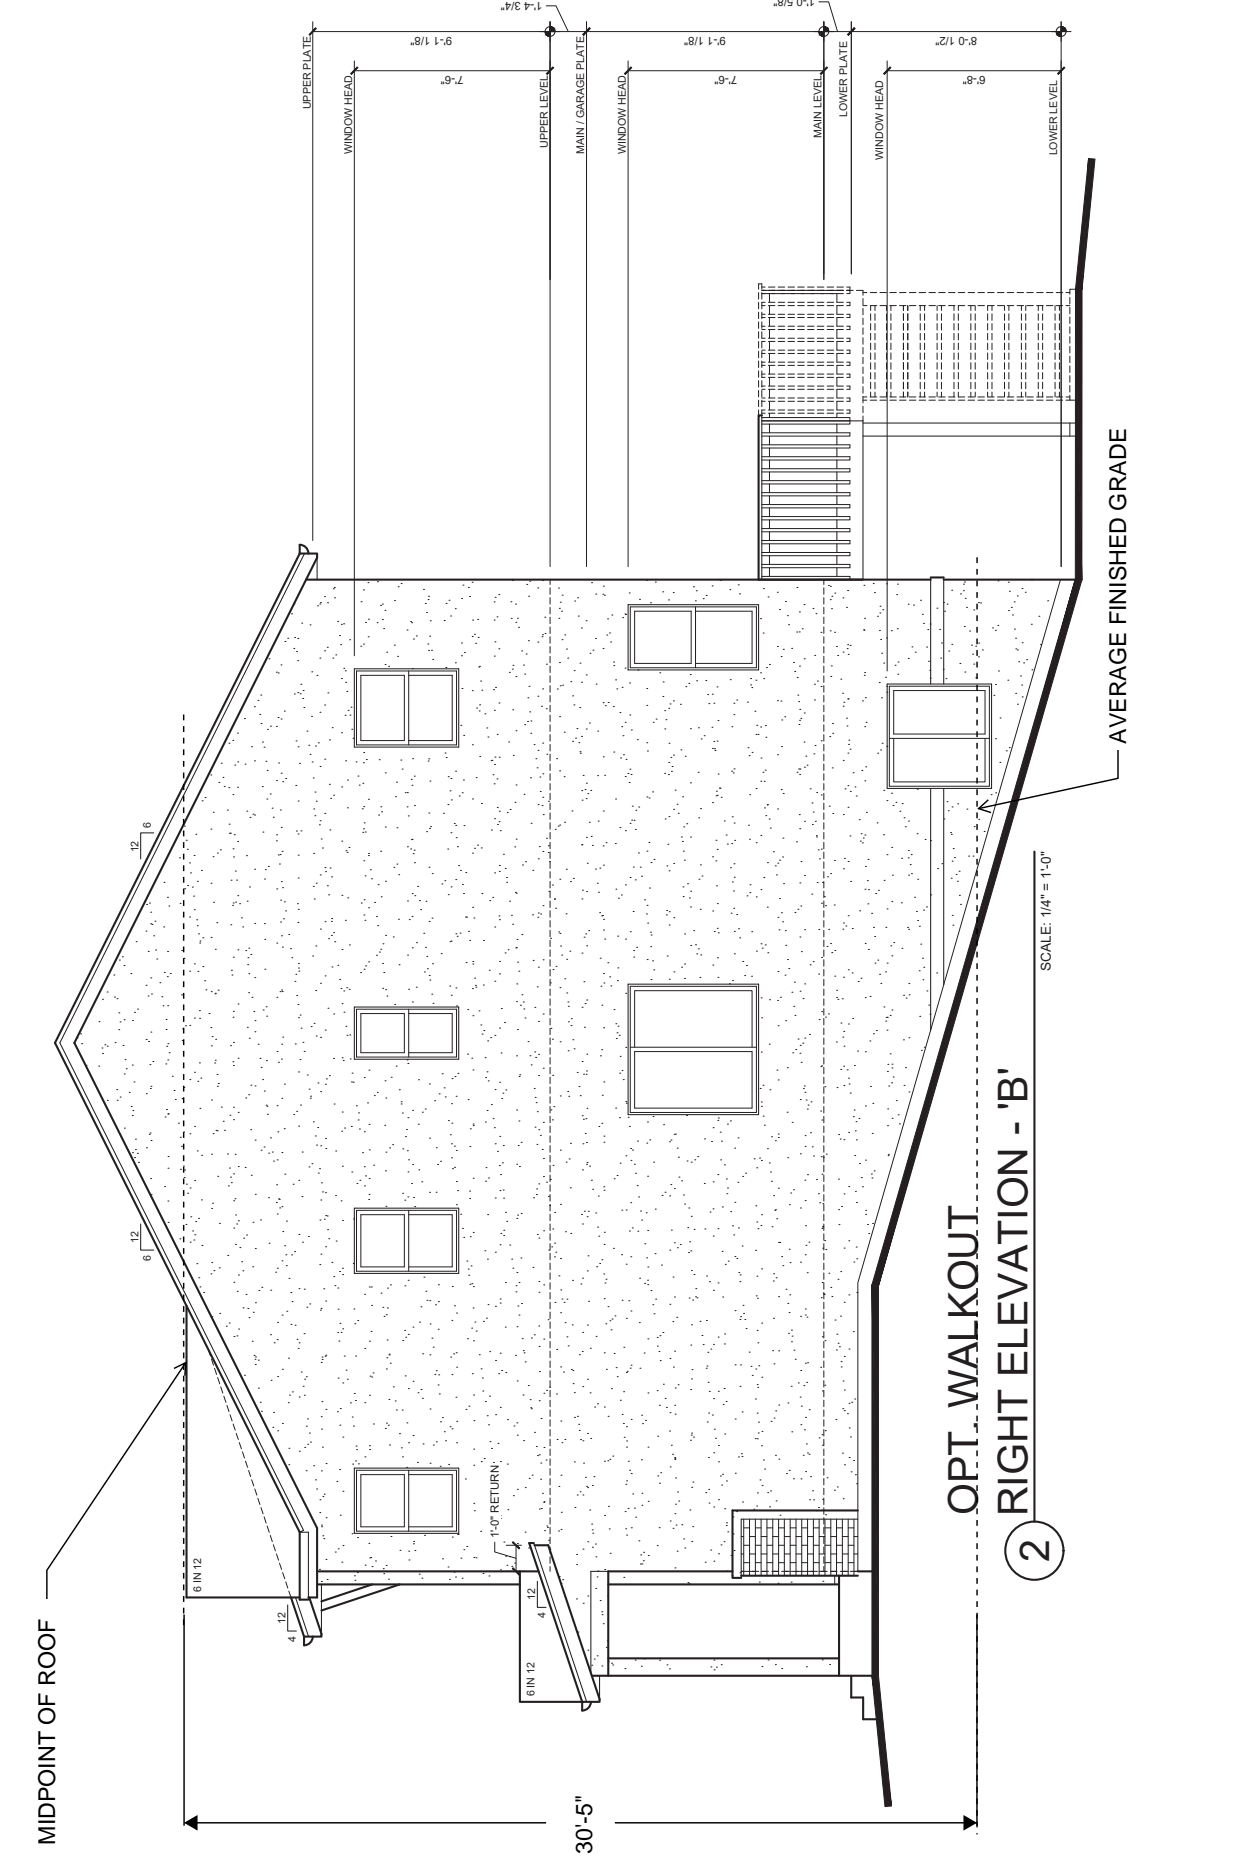 MIDPOINT OF ROOF
30'-5"
6 IN 12
12
4
12
6
12
6
1'-0" RETURN
12
4
6 IN 12
UPPER PLATE
WINDOW HEAD
UPPER LEVEL
MAIN / GARAGE PLATE
WINDOW HEAD
MAIN LEVEL
LOWER PLATE
WINDOW HEAD
LOWER LEVEL
9'-1 1/8"
7'-6"
1'-4 3/4"
9'-1 1/8"
7'-6"
1'-0 5/8"
8'-0 1/2"
6'-8"
AVERAGE FINISHED GRADE
OPT. WALKOUT
RIGHT ELEVATION - 'B'
2
SCALE: 1/4" = 1'-0"